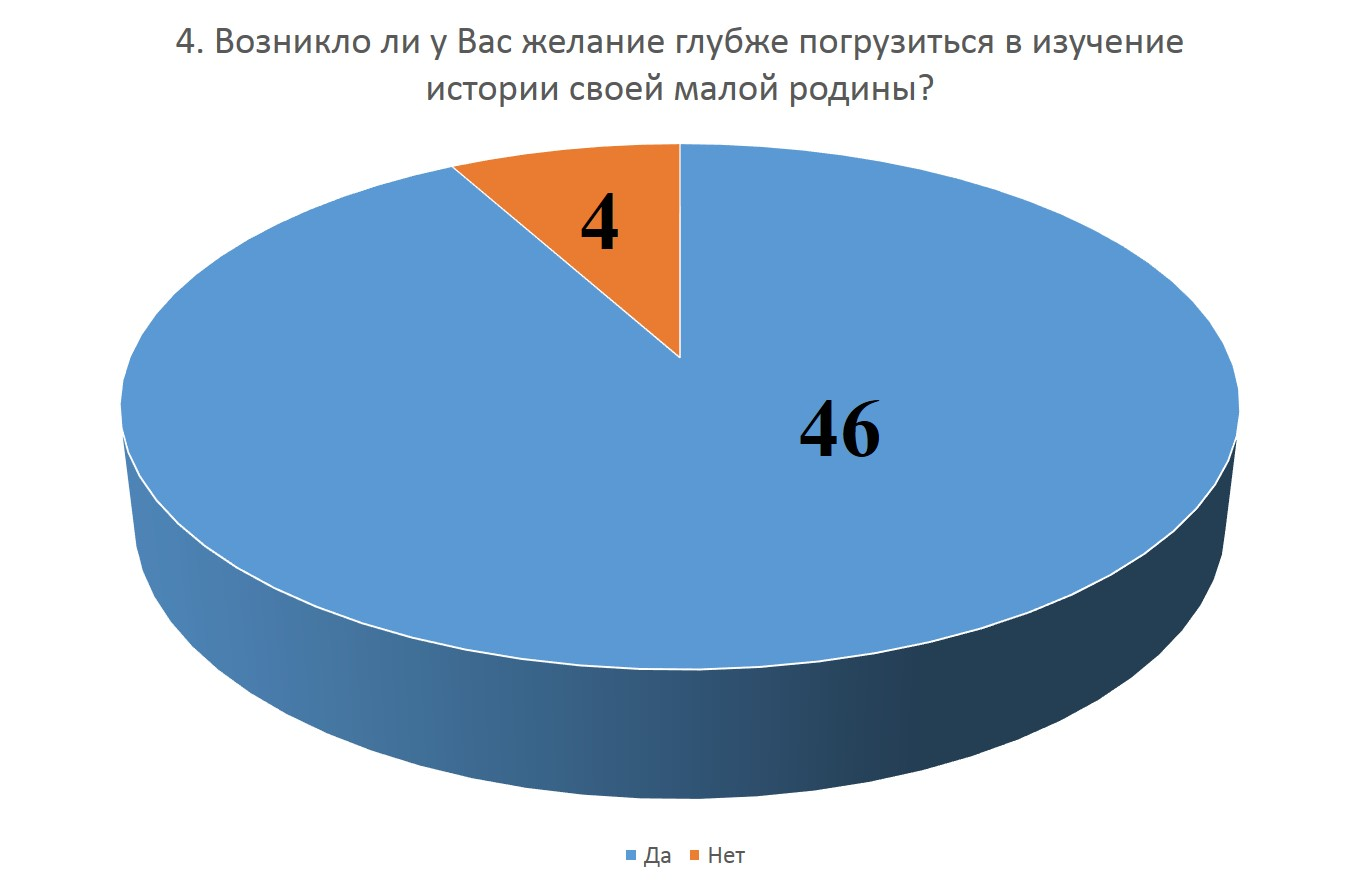 4. Возникло ли у Вас желание глубже погрузиться в изучение
истории своей малой родины?
4
46
Да Нет